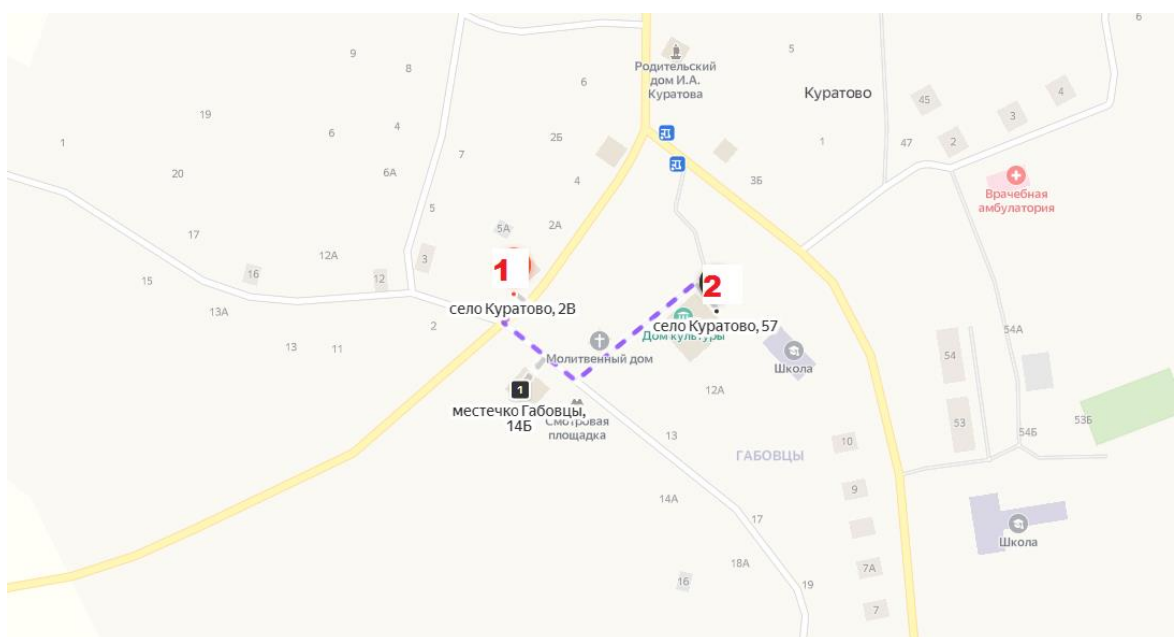 6
9
8
6
Родительский
дом И.А.
Куратова
5
Куратово
45
4
3
19
1
6
4
2Б
1
47
2
7
20
6А
4
3Б
Врачебная
амбулатория
5
17
5А
2А
12А
3
15
16
12
1
2
село Куратово, 2В
село Куратово, 57
13А
2
Дом культуры
54А
13
11
Молитвенный дом
Школа
54
1
12А
местечко Габовцы,
14Б
Смотровая
площадка
13
53
54Б
53Б
10
ГАБОВЦЫ
9
14А
17
Школа
18А
7А
16
19
7